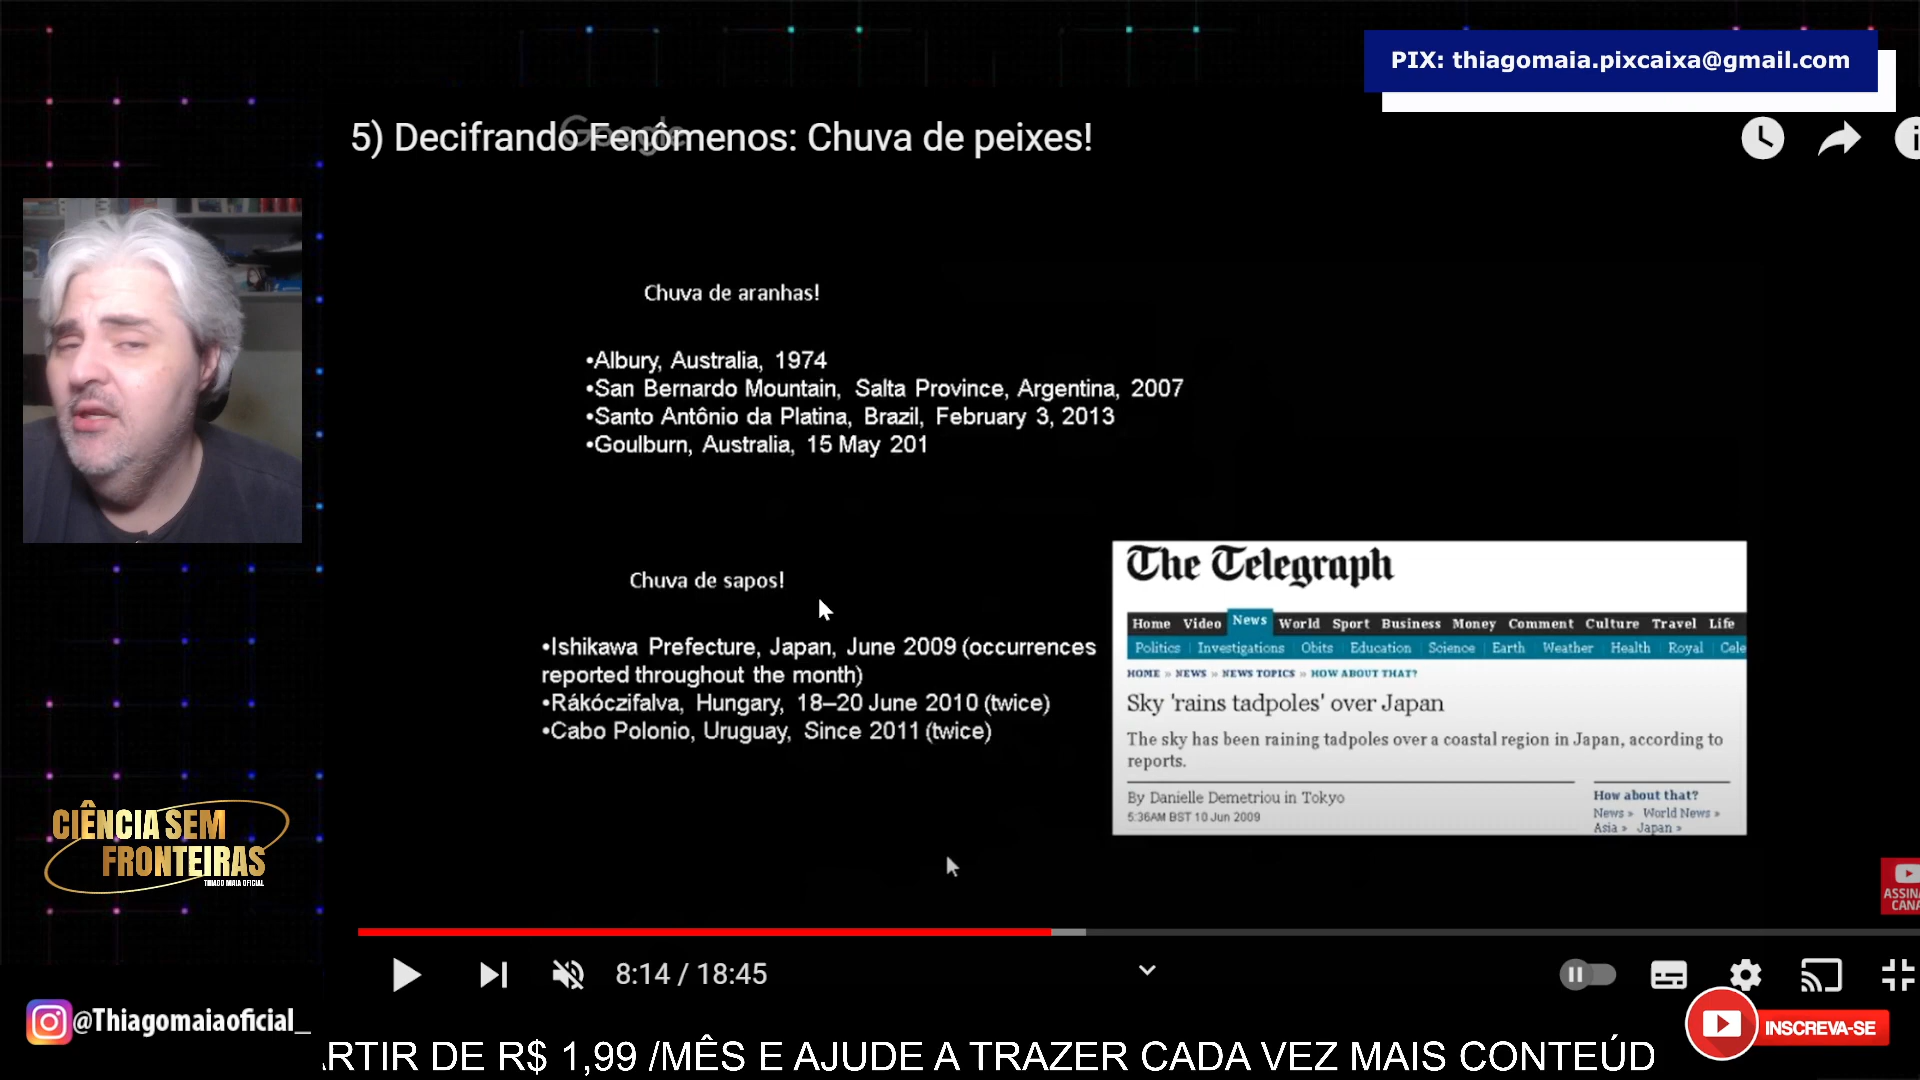 PIX: thiagomaia.pixcaixa@gmail.com
Google
5) Decifrando Fenômenos: Chuva de peixes!
Chuva de aranhas!
•Albury, Australia, 1974
•San Bernardo Mountain, Salta Province, Argentina, 2007
•Santo Antônio da Platina, Brazil, February 3, 2013
•Goulburn, Australia, 15 May 201
Chuva de sapos!
•Ishikawa Prefecture, Japan, June 2009 (occurrences
reported throughout the month)
•Rákóczifalva, Hungary, 18–20 June 2010 (twice)
•Cabo Polonio, Uruguay, Since 2011 (twice)
The Telegraph
Home Video News World Sport Business Money Comment Culture Travel Life
Politics Investigations Obits Education Science Earth Weather Health Royal Cele
HOME » NEWS » NEWS TOPICS » HOW ABOUT THAT?
Sky 'rains tadpoles' over Japan
The sky has been raining tadpoles over a coastal region in Japan, according to
reports.
By Danielle Demetriou in Tokyo
5:36AM BST 10 Jun 2009
How about that?
News » World News »
Asia » Japan »
CIÊNCIA SEM
FRONTEIRAS
THIAGO MAIA OFICIAL
ASSINA
CANA
8:14 / 18:45
@Thiagomaiaoficial_
INSCREVA-SE
RTIR DE R$ 1,99 /MÊS E AJUDE A TRAZER CADA VEZ MAIS CONTEÚD